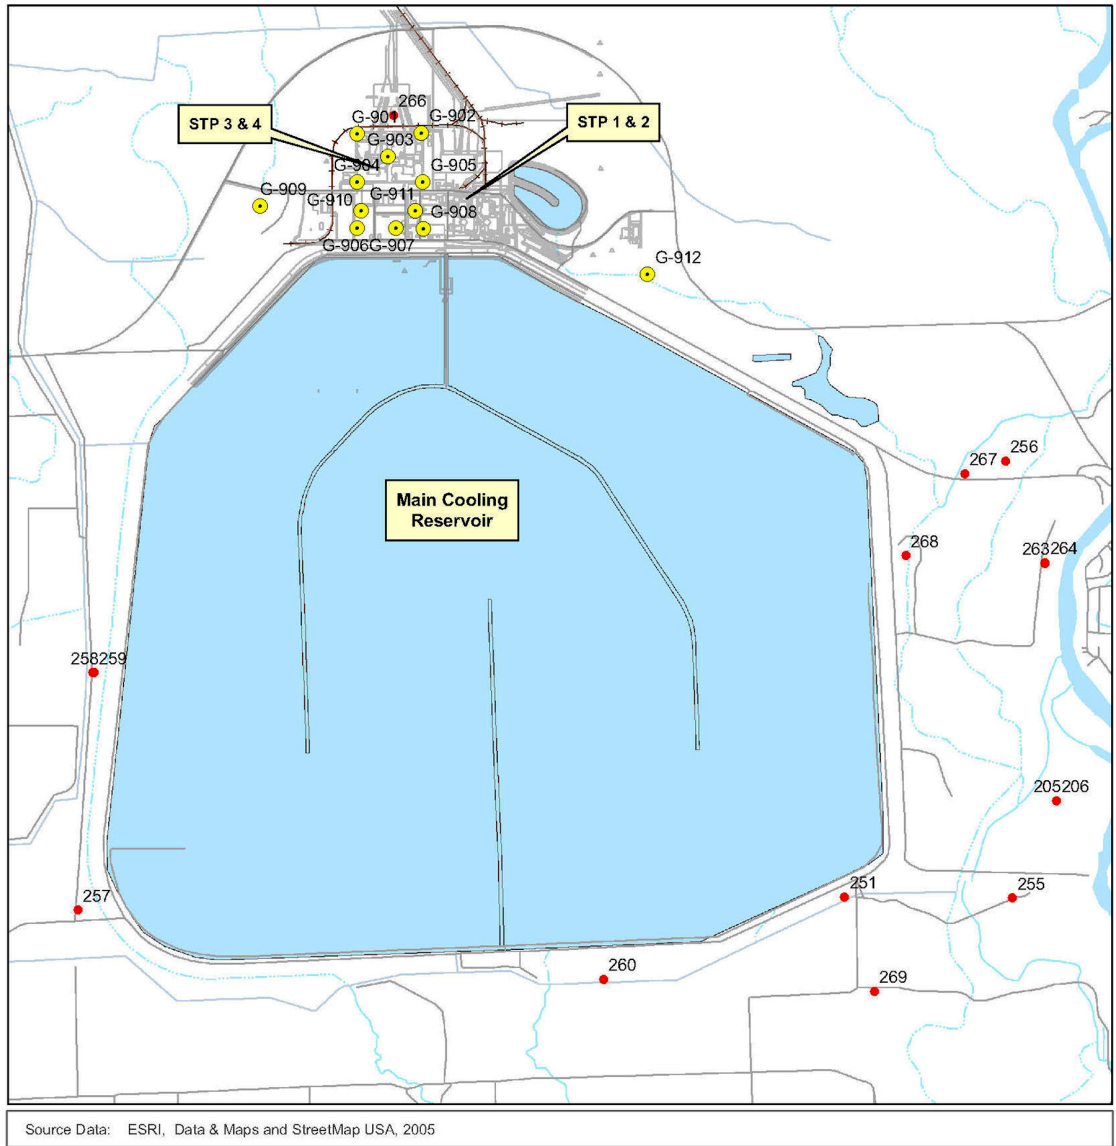 266
G-901
G-902
STP 3 & 4
STP 1 & 2
G-903
G-904
G-905
G-909
G-910
G-911
G-908
G-906
G-907
G-912
256
267
Main Cooling
Reservoir
268
263264
258259
205206
257
251
255
260
269
Source Data: ESRI, Data & Maps and StreetMap USA, 2005